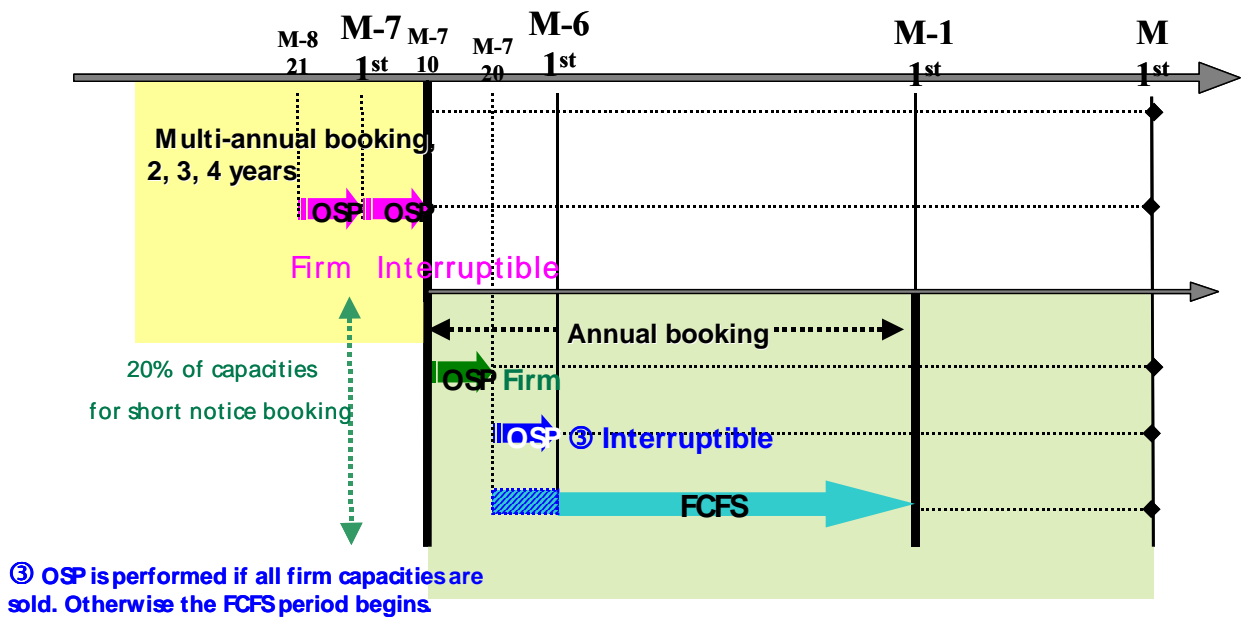 M-8
21
M-7
1st
M-7
10
M-7
20
M-6
1st
M-1
1st
M
1st
Multi-annual booking,
2, 3, 4 years
OSP OSP
Firm Interruptible
Annual booking
20% of capacities
for short notice booking
OSP Firm
OSP ③ Interruptible
FCFS
③ OSP is performed if all firm capacities are
sold. Otherwise the FCFS period begins.